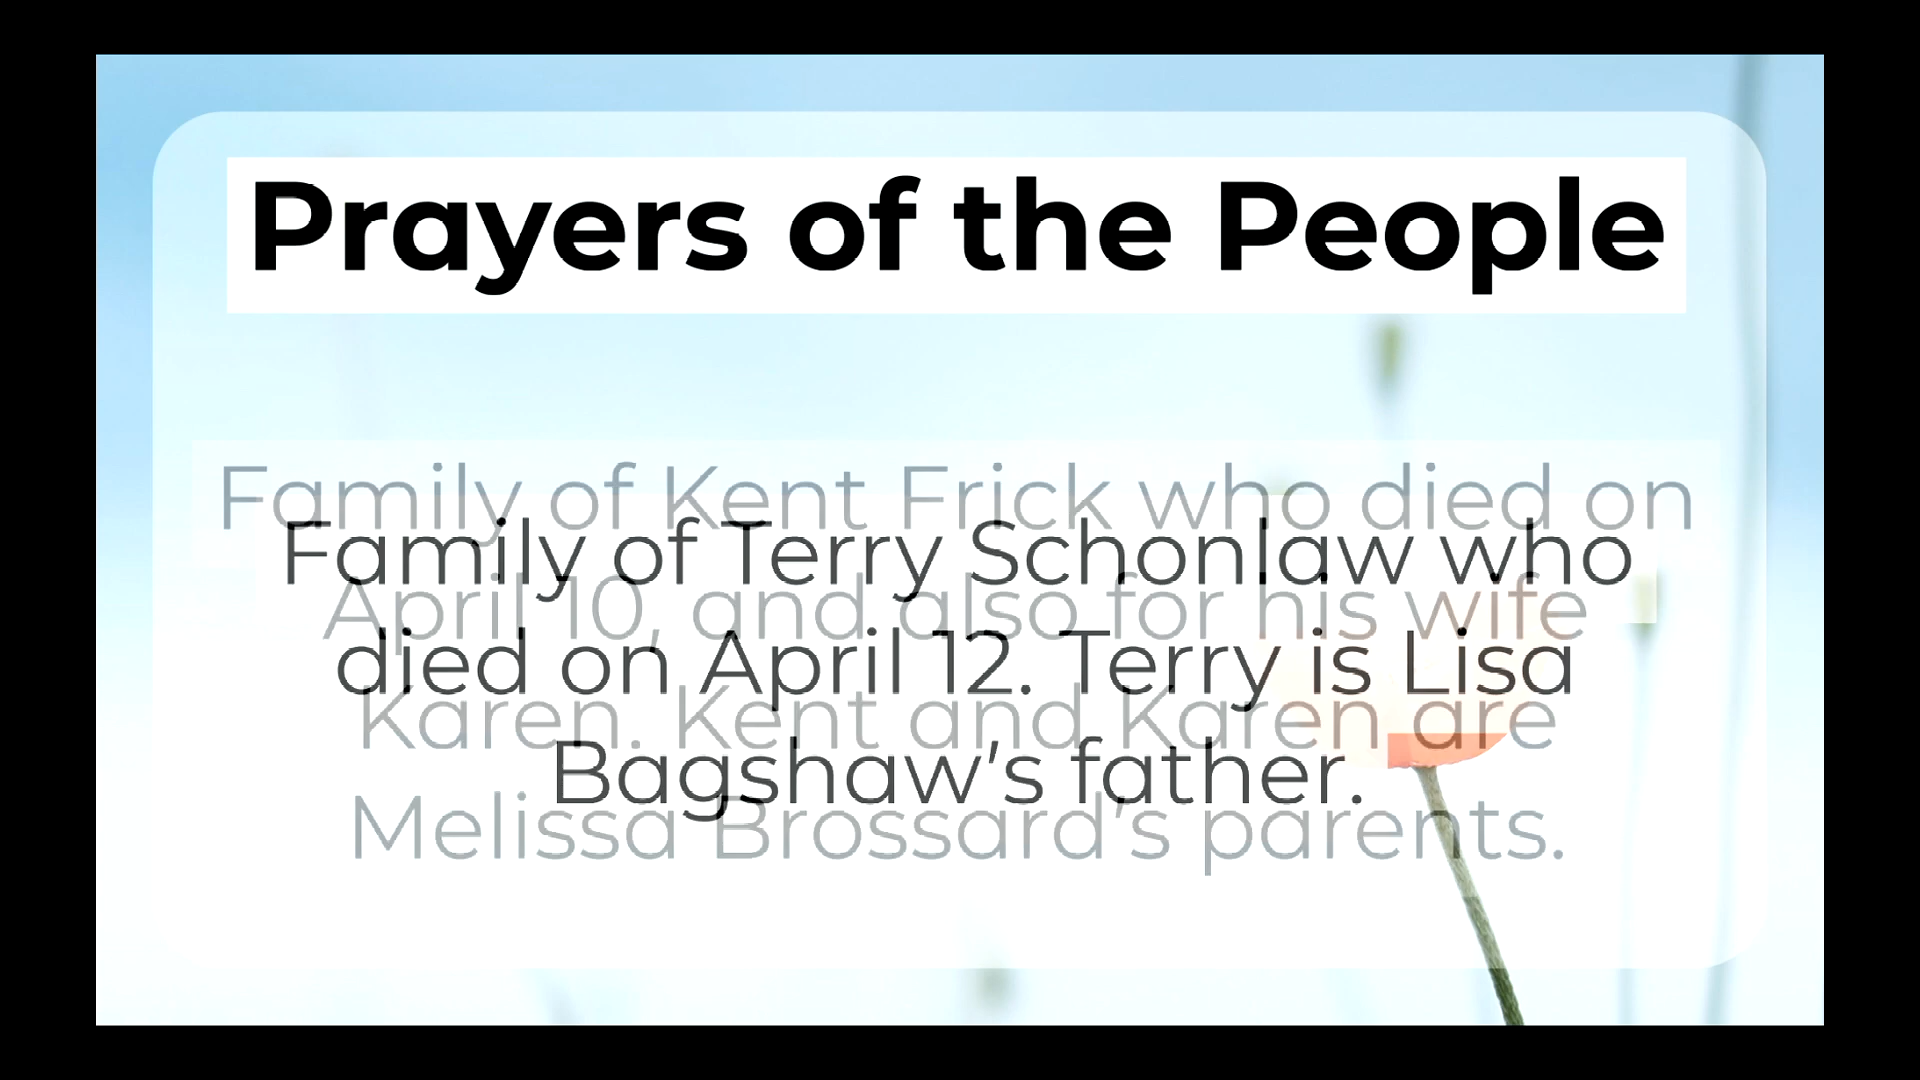 Prayers of the People
Family of Kent Frick who died on
April 10, and also for his wife
Karen. Kent and Karen are
Melissa Brossard's parents.
Family of Terry Schonlaw who
died on April 12. Terry is Lisa
Bagshaw's father.